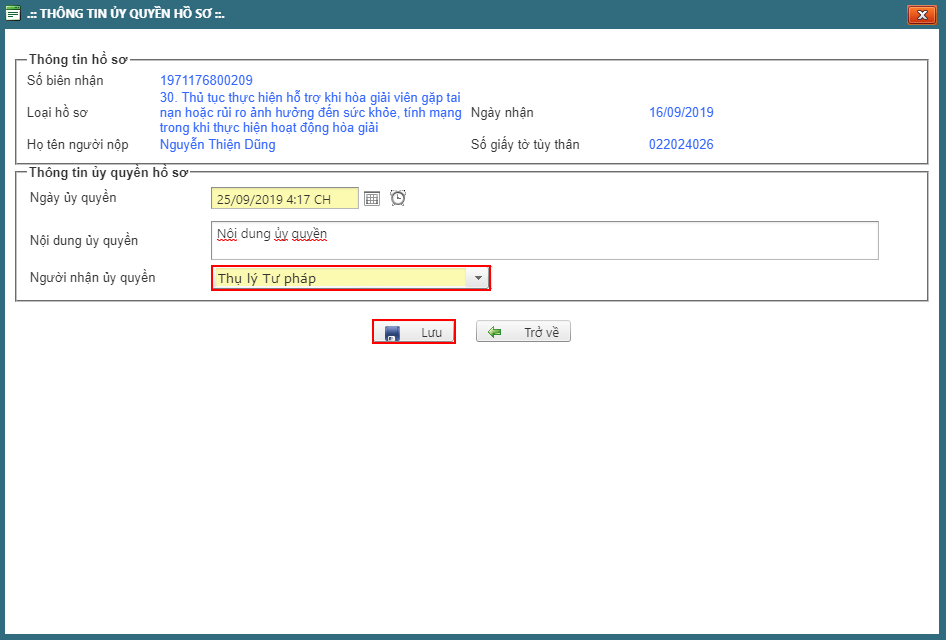 .:: THÔNG TIN ỦY QUYỀN HỒ SƠ ::.
Thông tin hồ sơ
Số biên nhận 1971176800209
30. Thủ tục thực hiện hỗ trợ khi hòa giải viên gặp tai
Loại hồ sơ nạn hoặc rủi ro ảnh hưởng đến sức khỏe, tính mạng Ngày nhận 16/09/2019
trong khi thực hiện hoạt động hòa giải
Họ tên người nộp Nguyễn Thiện Dũng Số giấy tờ tùy thân 022024026
Thông tin ủy quyền hồ sơ
Ngày ủy quyền 25/09/2019 4:17 CH
Nội dung ủy quyền Nội dung ủy quyền
Người nhận ủy quyền Thụ lý Tư pháp
Lưu Trở về